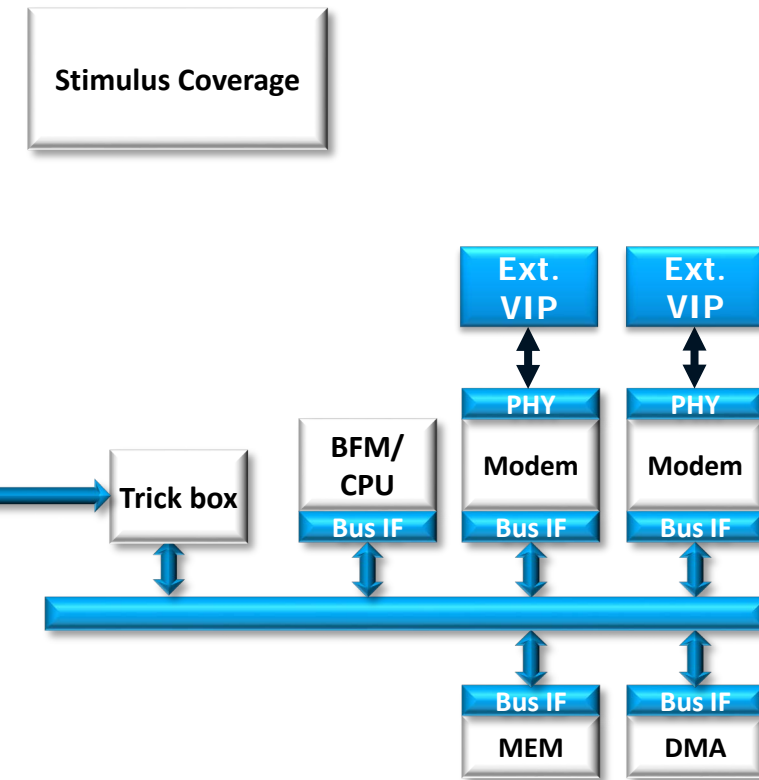 Stimulus Coverage
Ext.
VIP
Ext.
VIP
PHY
PHY
BFM/
CPU
Modem
Modem
Trick box
Bus IF
Bus IF
Bus IF
Bus IF
Bus IF
MEM
DMA